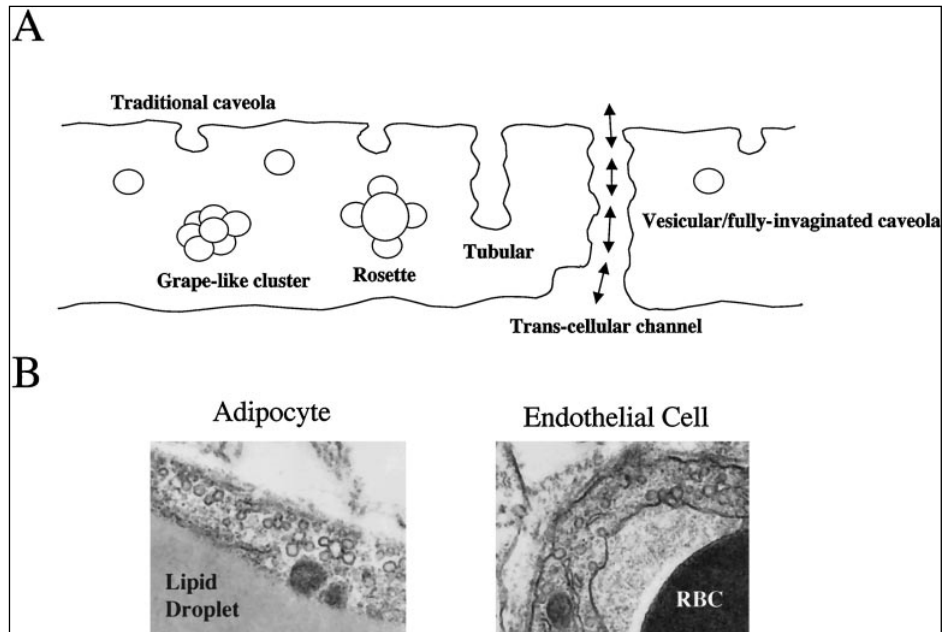 A
Traditional caveola
Vesicular/fully-invaginated caveola
Tubular
Rosette
Grape-like cluster
Trans-cellular channel
B
Adipocyte
Endothelial Cell
Lipid
Droplet
RBC